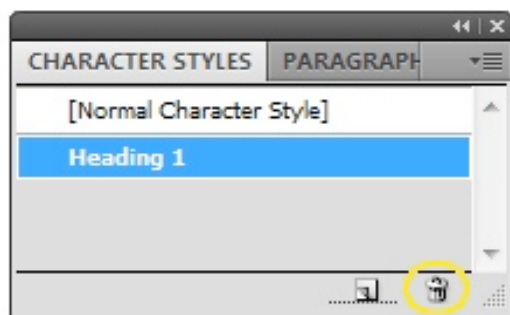 CHARACTER STYLES PARAGRAPH
[Normal Character Style]
Heading 1